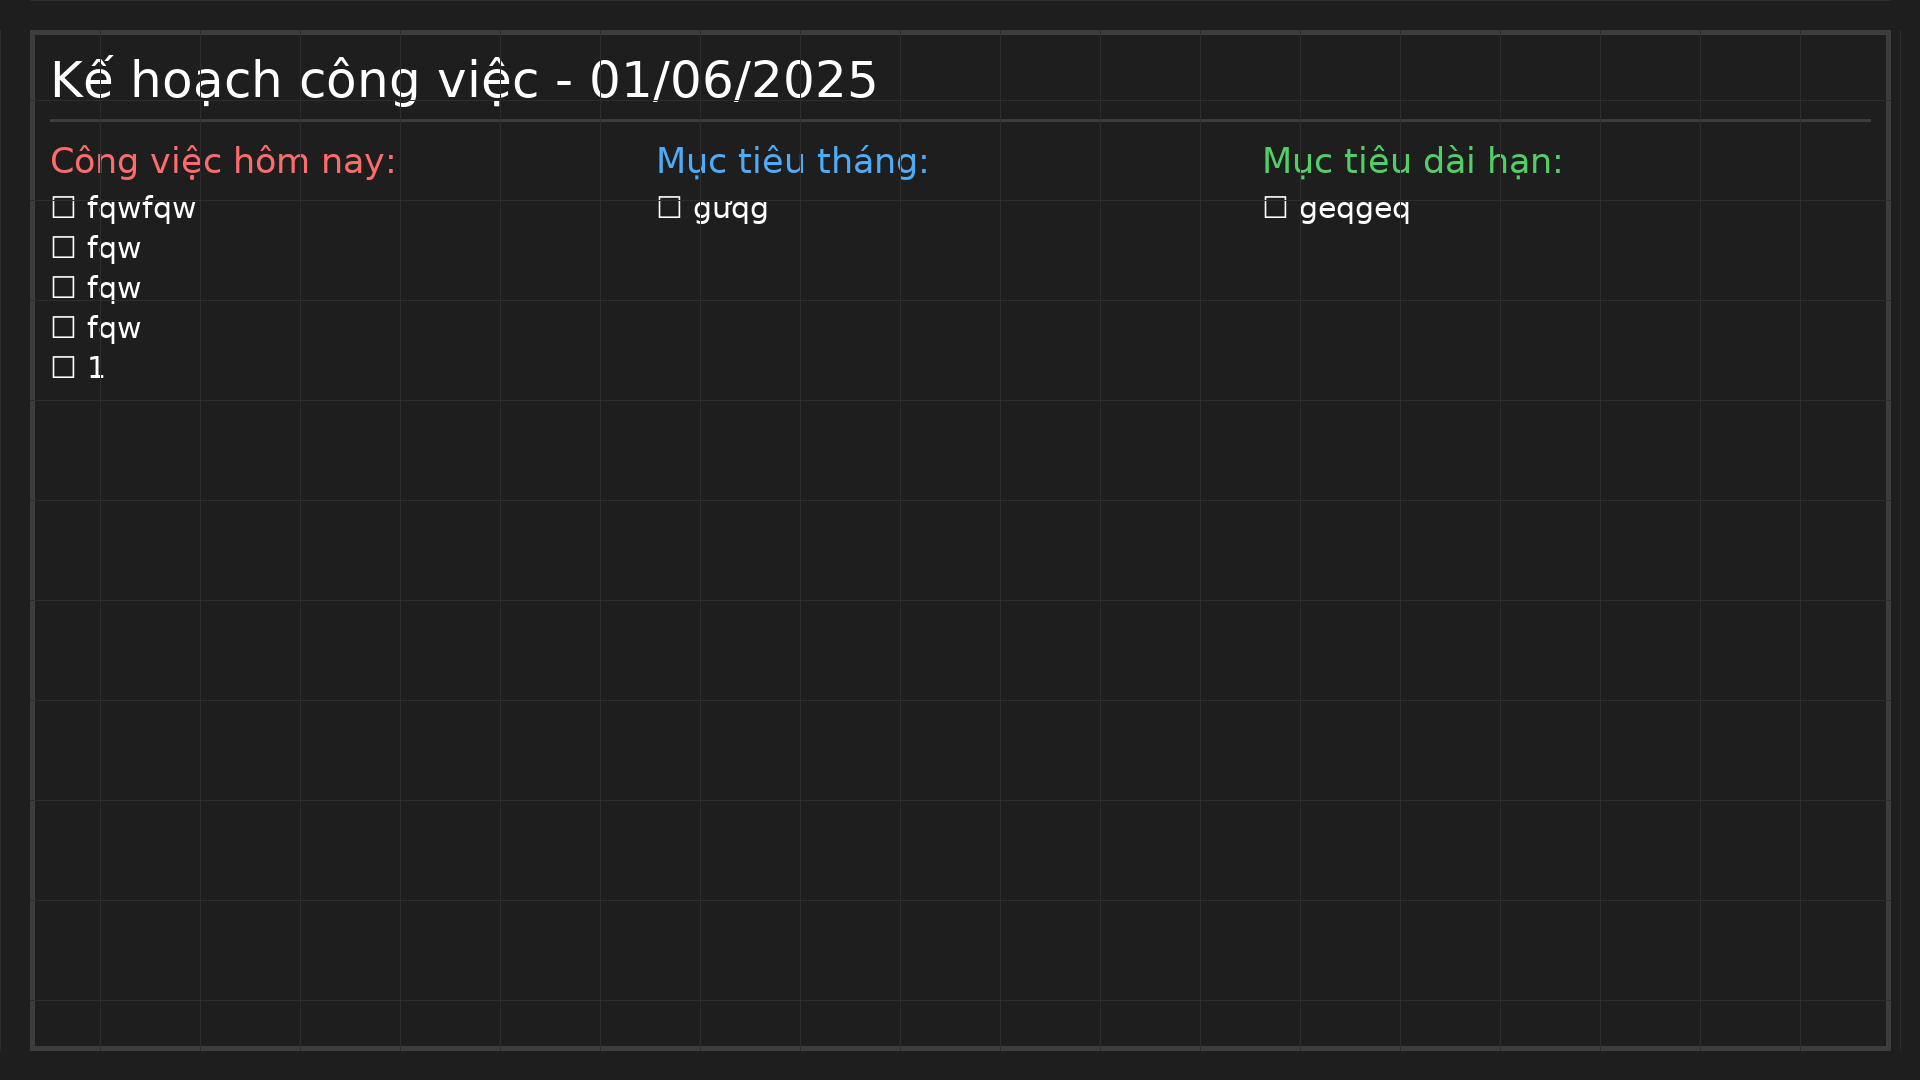 Kế hoạch công việc - 01/06/2025
Công việc hôm nay:
☐ fqwfqw
☐ fqw
☐ fqw
☐ fqw
☐ 1
Mục tiêu tháng:
☐ gưqg
Mục tiêu dài hạn:
☐ geqgeq